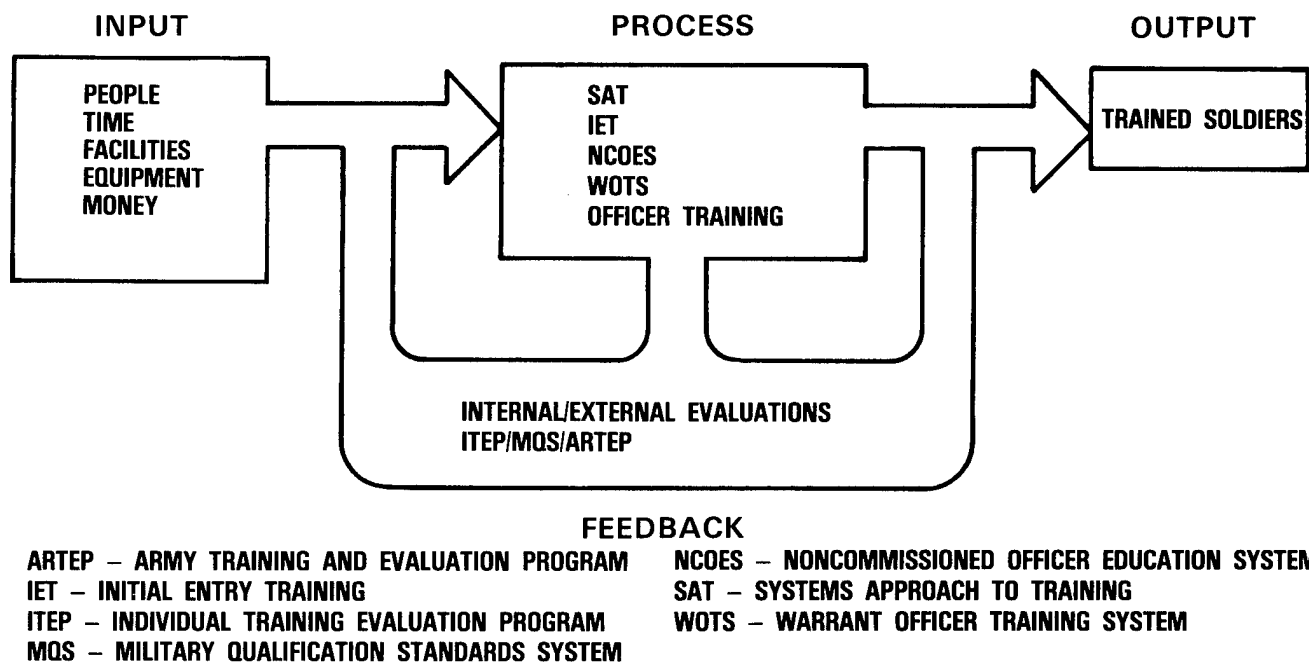 INPUT
PROCESS
OUTPUT
PEOPLE
TIME
FACILITIES
EQUIPMENT
MONEY
SAT
IET
NCOES
WOTS
OFFICER TRAINING
TRAINED SOLDIERS
INTERNAL/EXTERNAL EVALUATIONS
ITEP/MQS/ARTEP
FEEDBACK
ARTEP – ARMY TRAINING AND EVALUATION PROGRAM
IET – INITIAL ENTRY TRAINING
ITEP – INDIVIDUAL TRAINING EVALUATION PROGRAM
MQS – MILITARY QUALIFICATION STANDARDS SYSTEM
NCOES – NONCOMMISSIONED OFFICER EDUCATION SYSTEM
SAT – SYSTEMS APPROACH TO TRAINING
WOTS – WARRANT OFFICER TRAINING SYSTEM